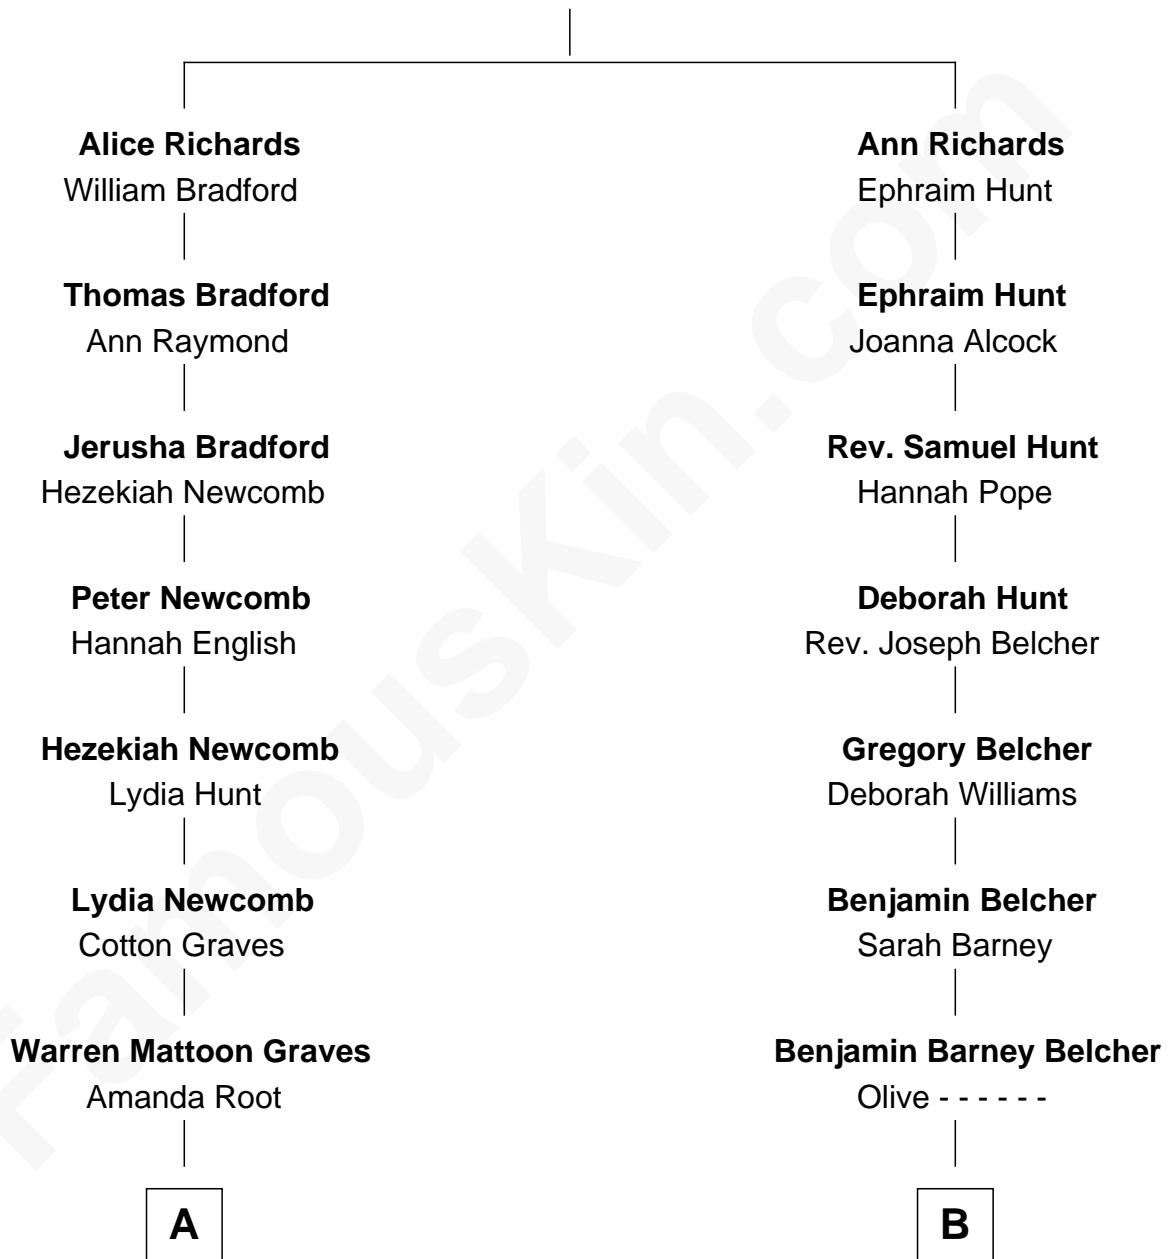 Alice Richards
William Bradford
Thomas Bradford
Ann Raymond
Jerusha Bradford
Hezekiah Newcomb
Peter Newcomb
Hannah English
Hezekiah Newcomb
Lydia Hunt
Lydia Newcomb
Cotton Graves
Warren Mattoon Graves
Amanda Root
A
Ann Richards
Ephraim Hunt
Ephraim Hunt
Joanna Alcock
Rev. Samuel Hunt
Hannah Pope
Deborah Hunt
Rev. Joseph Belcher
Gregory Belcher
Deborah Williams
Benjamin Belcher
Sarah Barney
Benjamin Barney Belcher
Olive - - - - - -
B
FamousKin.com